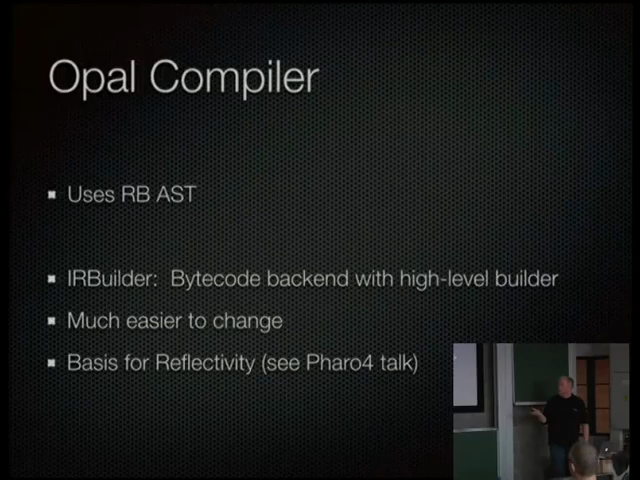 Opal Compiler
Uses RB AST
IRBuilder: Bytecode backend with high-level builder
Much easier to change
Basis for Reflectivity (see Pharo4 talk)